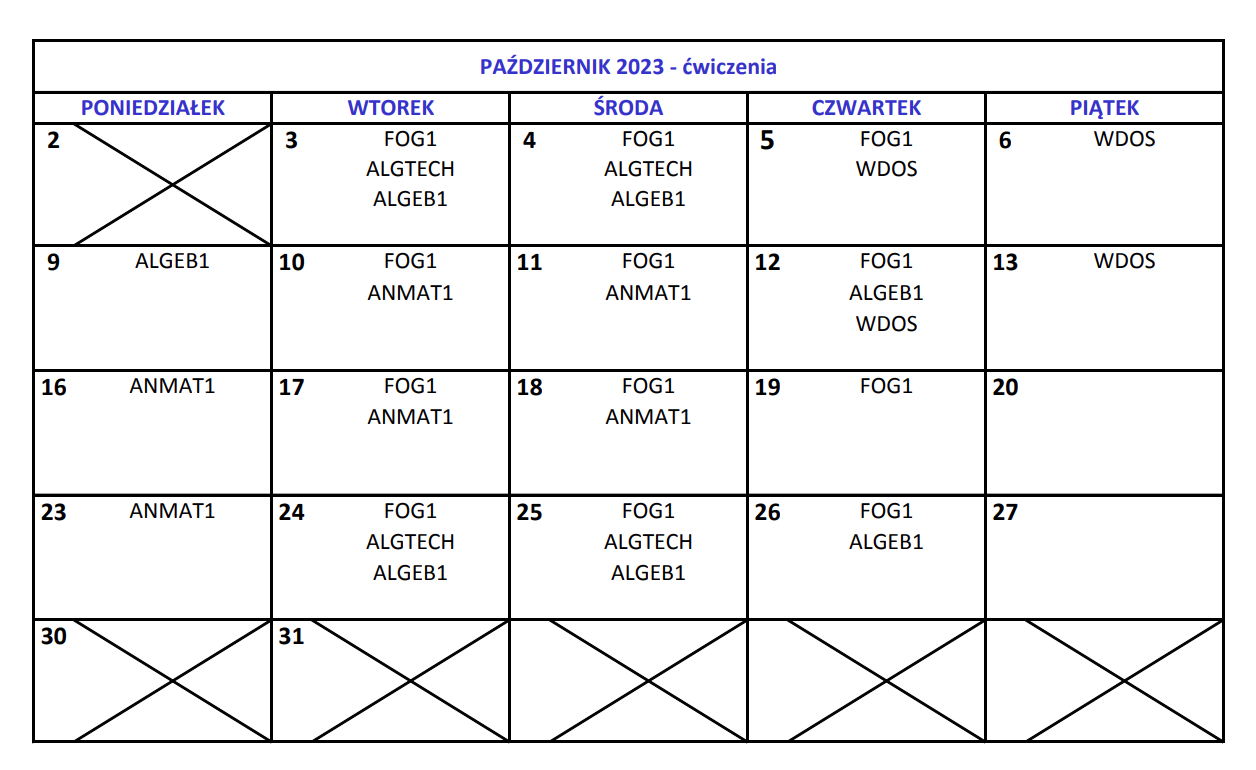 PAŹDZIERNIK 2023 - ćwiczenia
PONIEDZIAŁEK WTOREK ŚRODA CZWARTEK PIĄTEK
2 3 FOG1 4 FOG1 5 FOG1 6 WDOS
ALGTECH ALGTECH WDOS
ALGEB1 ALGEB1
9 ALGEB1 10 FOG1 11 FOG1 12 FOG1 13 WDOS
ANMAT1 ANMAT1 ALGEB1
WDOS
16 ANMAT1 17 FOG1 18 FOG1 19 FOG1 20
ANMAT1 ANMAT1
23 ANMAT1 24 FOG1 25 FOG1 26 FOG1 27
ALGTECH ALGTECH ALGEB1
ALGEB1 ALGEB1
30 31